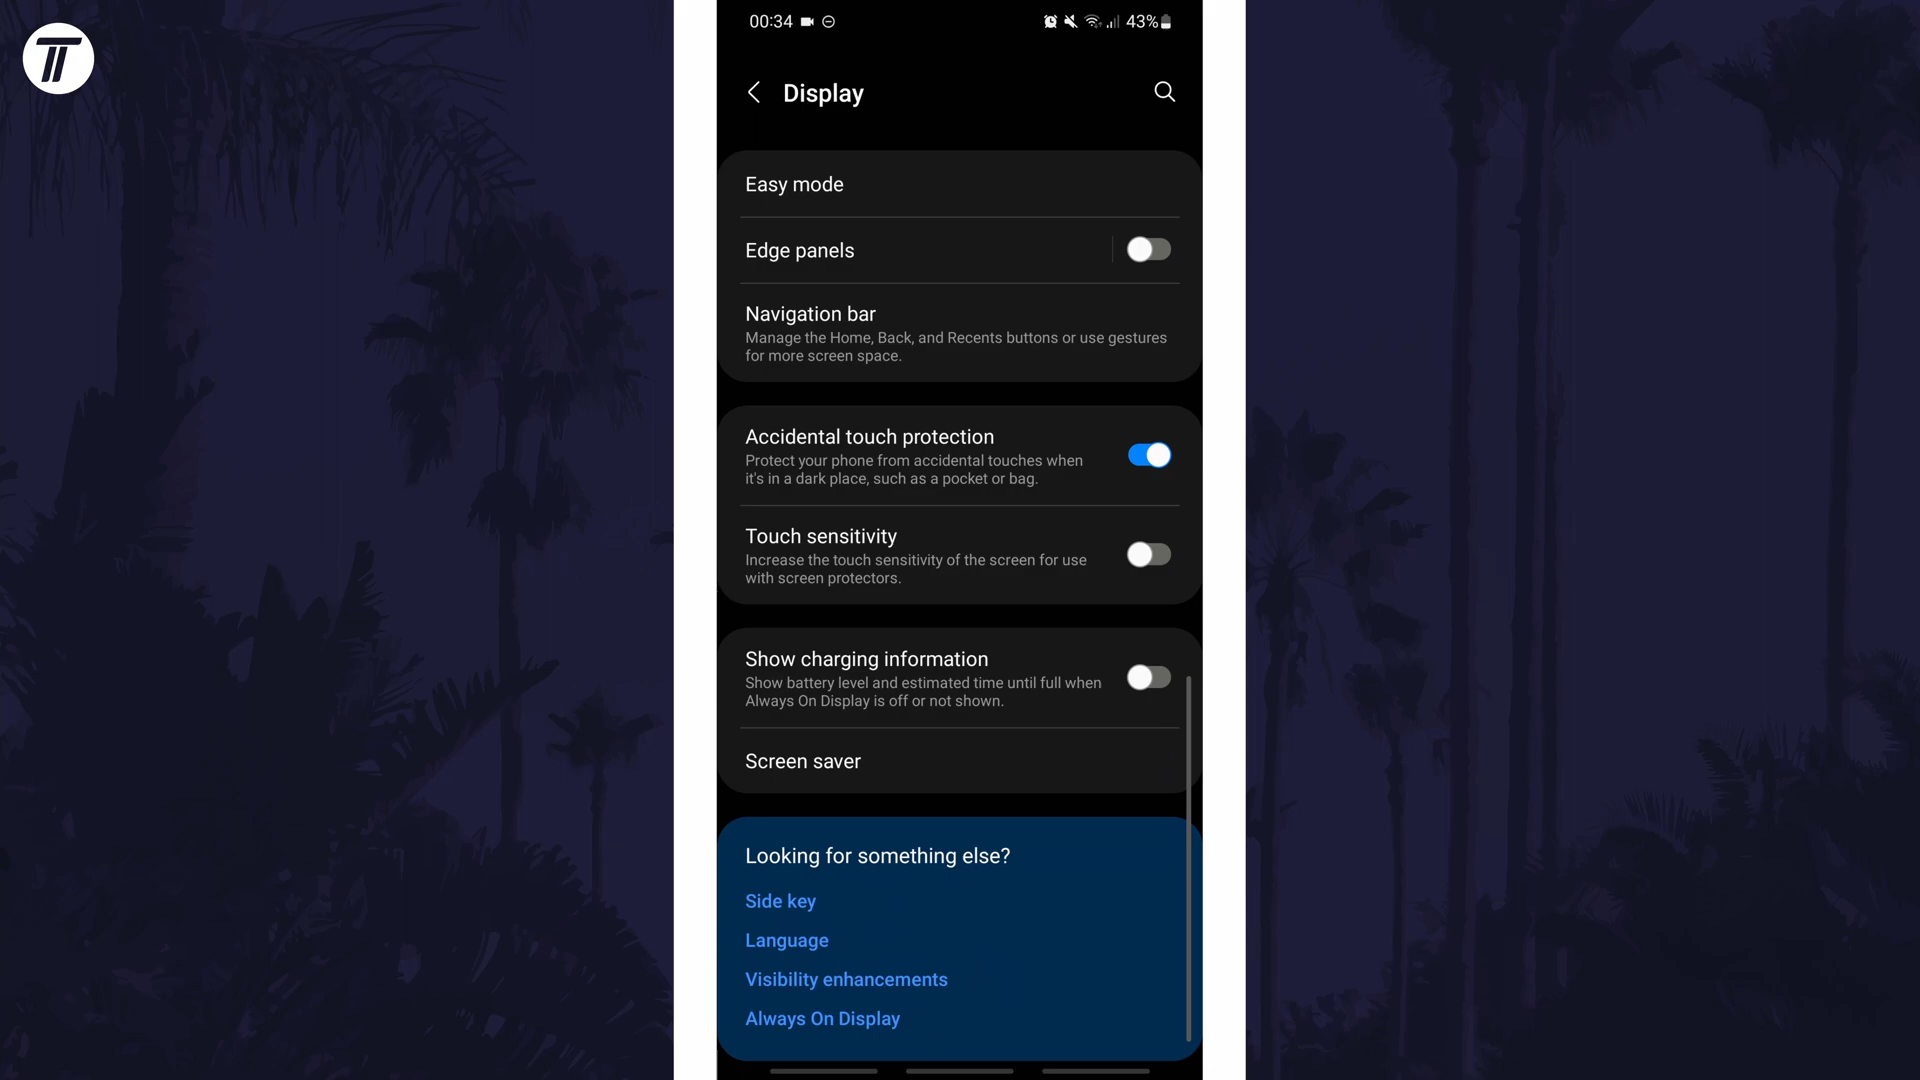 00:34
43%
Display
Easy mode
Edge panels
Navigation bar
Manage the Home, Back, and Recents buttons or use gestures
for more screen space.
Accidental touch protection
Protect your phone from accidental touches when
it's in a dark place, such as a pocket or bag.
Touch sensitivity
Increase the touch sensitivity of the screen for use
with screen protectors.
Show charging information
Show battery level and estimated time until full when
Always On Display is off or not shown.
Screen saver
Looking for something else?
Side key
Language
Visibility enhancements
Always On Display